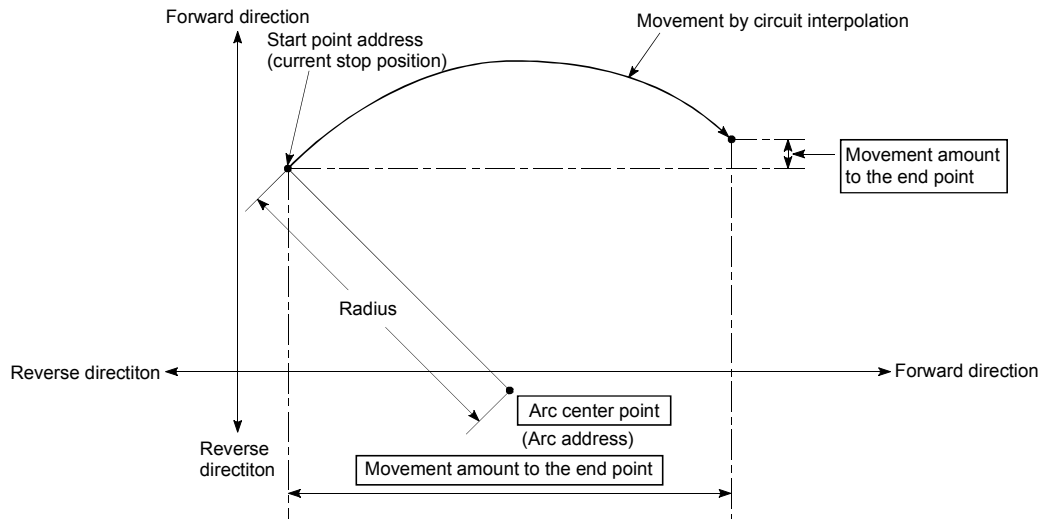 Forward direction
Movement by circuit interpolation
Start point address
(current stop position)
Movement amount
to the end point
Radius
Reverse directiton
Forward direction
Arc center point
(Arc address)
Reverse
directiton
Movement amount to the end point